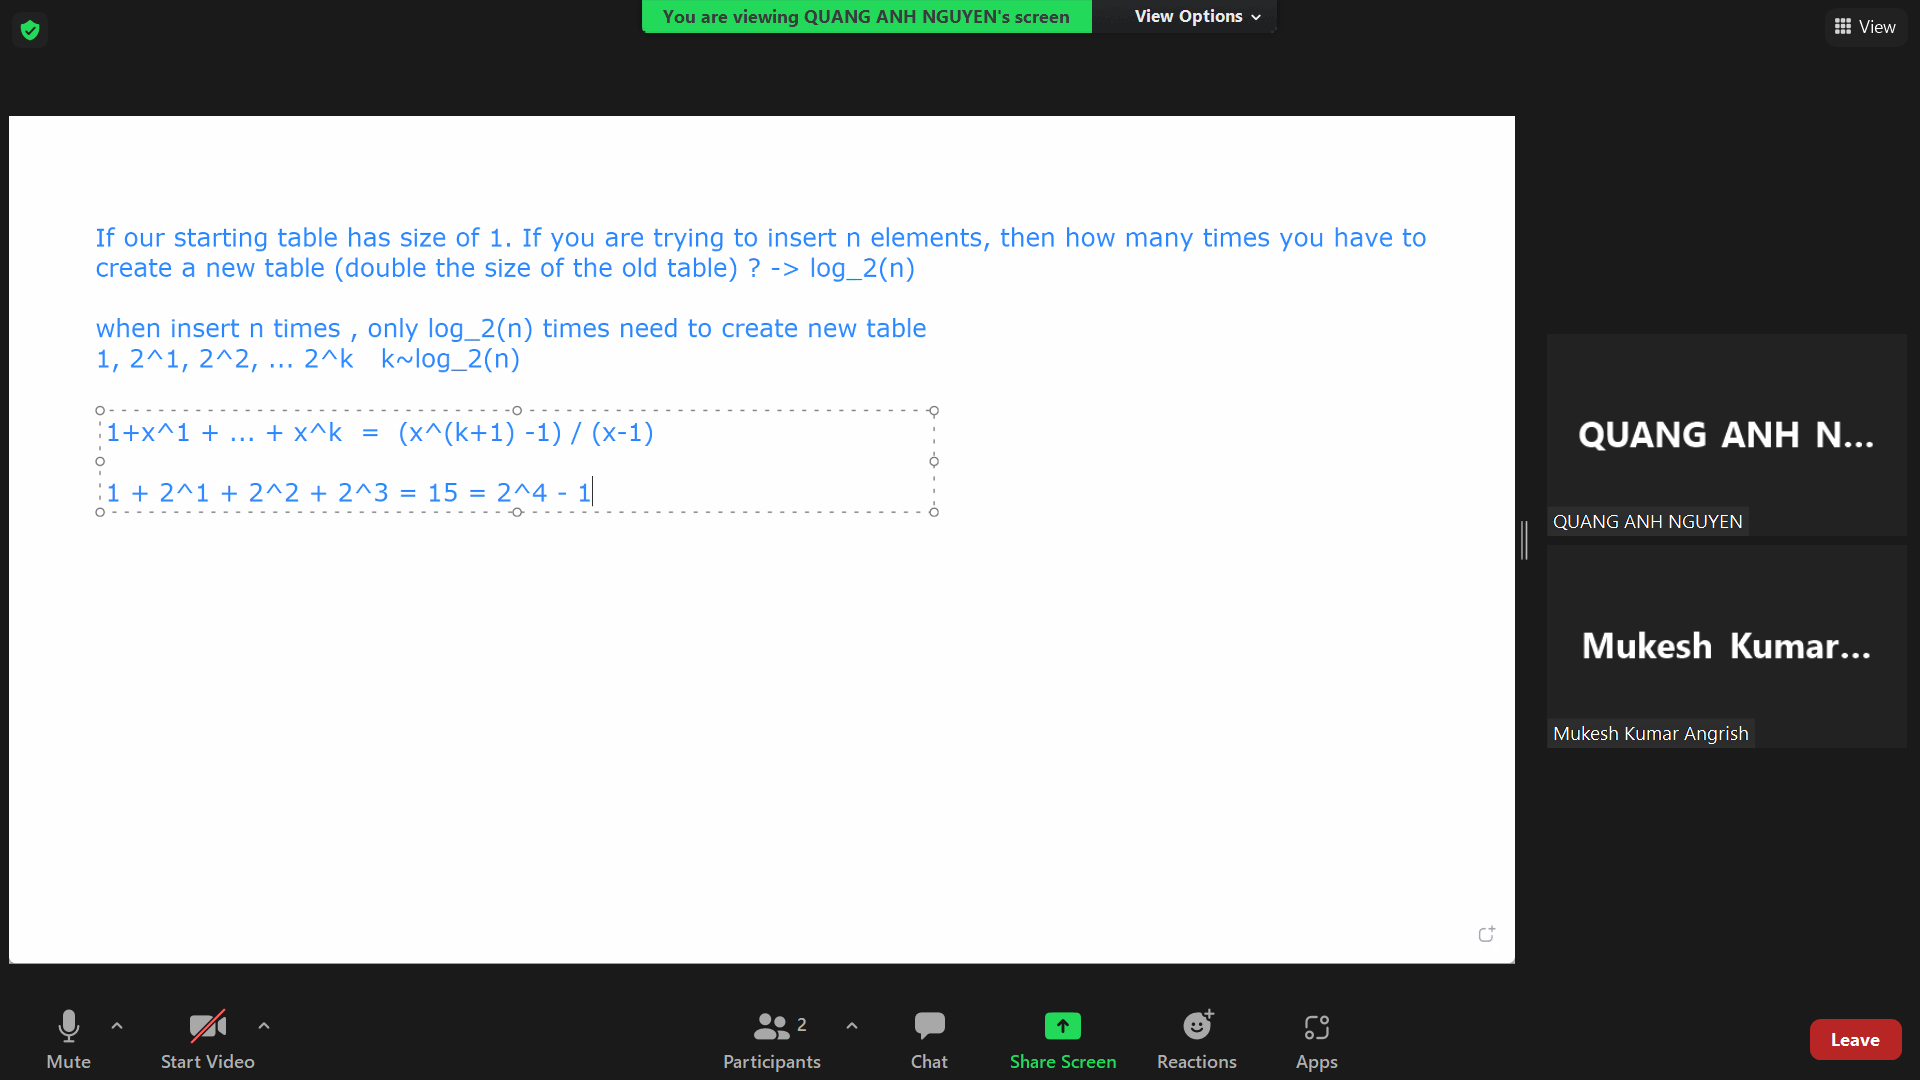 You are viewing QUANG ANH NGUYEN's screen
View Options
View
If our starting table has size of 1. If you are trying to insert n elements, then how many times you have to
create a new table (double the size of the old table) ? -> log_2(n)
when insert n times , only log_2(n) times need to create new table
1, 2^1, 2^2, ... 2^k   k~log_2(n)
1+x^1 + ... + x^k  =  (x^(k+1) -1) / (x-1)
1 + 2^1 + 2^2 + 2^3 = 15 = 2^4 - 1
QUANG ANH N...
QUANG ANH NGUYEN
Mukesh Kumar...
Mukesh Kumar Angrish
Mute
Start Video
2
Participants
Chat
Share Screen
Reactions
Apps
Leave